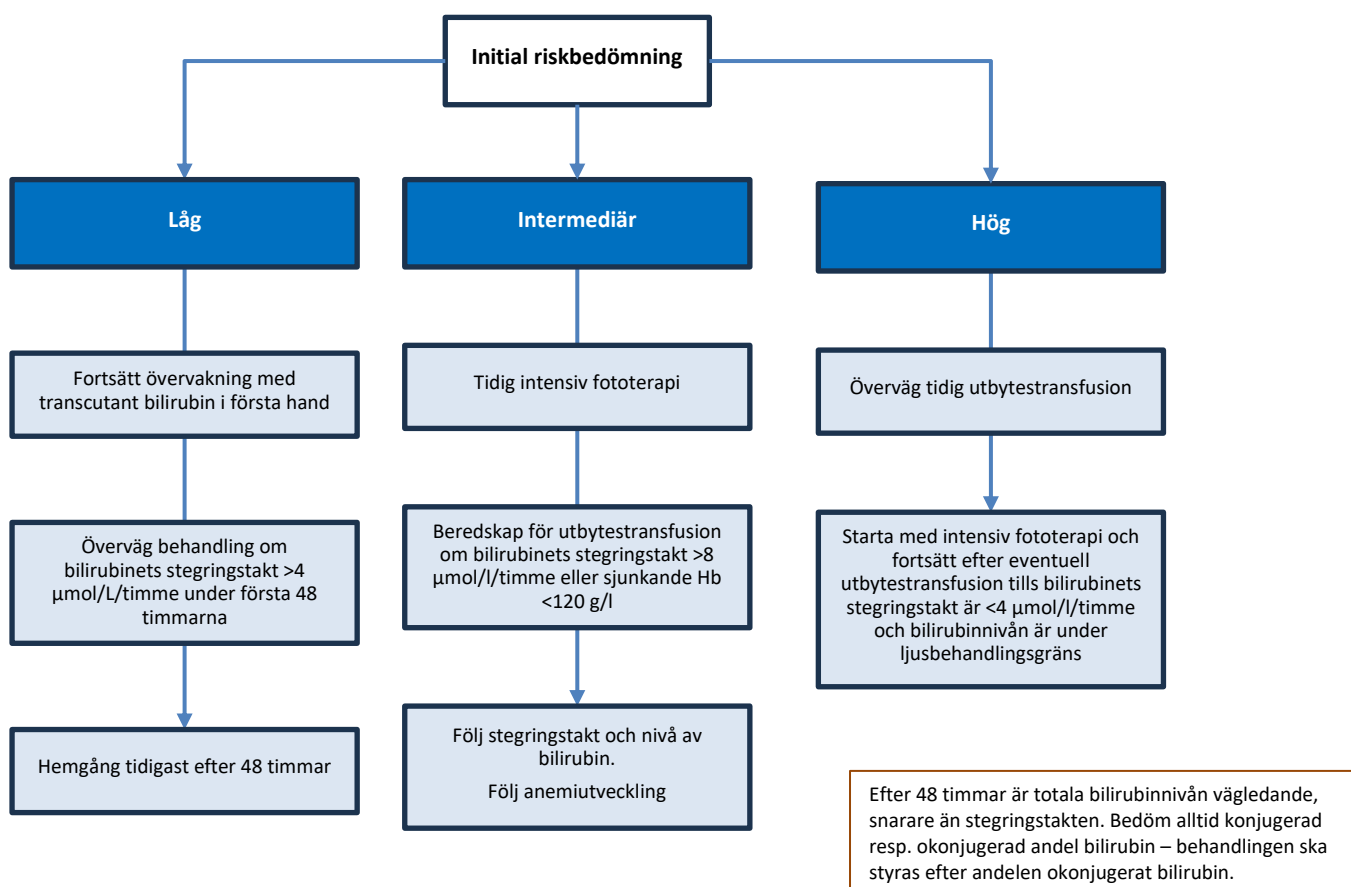 Initial riskbedömning
Låg
Intermediär
Hög
Fortsätt övervakning med
transcutant bilirubin i första hand
Tidig intensiv fototerapi
Överväg tidig utbytestransfusion
Överväg behandling om
bilirubinets stegringstakt >4
µmol/L/timme under första 48
timmarna
Beredskap för utbytestransfusion
om bilirubinets stegringstakt >8
µmol/l/timme eller sjunkande Hb
<120 g/l
Starta med intensiv fototerapi och
fortsätt efter eventuell
utbytestransfusion tills bilirubinets
stegringstakt är <4 µmol/l/timme
och bilirubinnivån är under
ljusbehandlingsgräns
Hemgång tidigast efter 48 timmar
Följ stegringstakt och nivå av
bilirubin.
Följ anemiutveckling
Efter 48 timmar är totala bilirubinnivån vägledande,
snarare än stegringstakten. Bedöm alltid konjugerad
resp. okonjugerad andel bilirubin – behandlingen ska
styras efter andelen okonjugerat bilirubin.